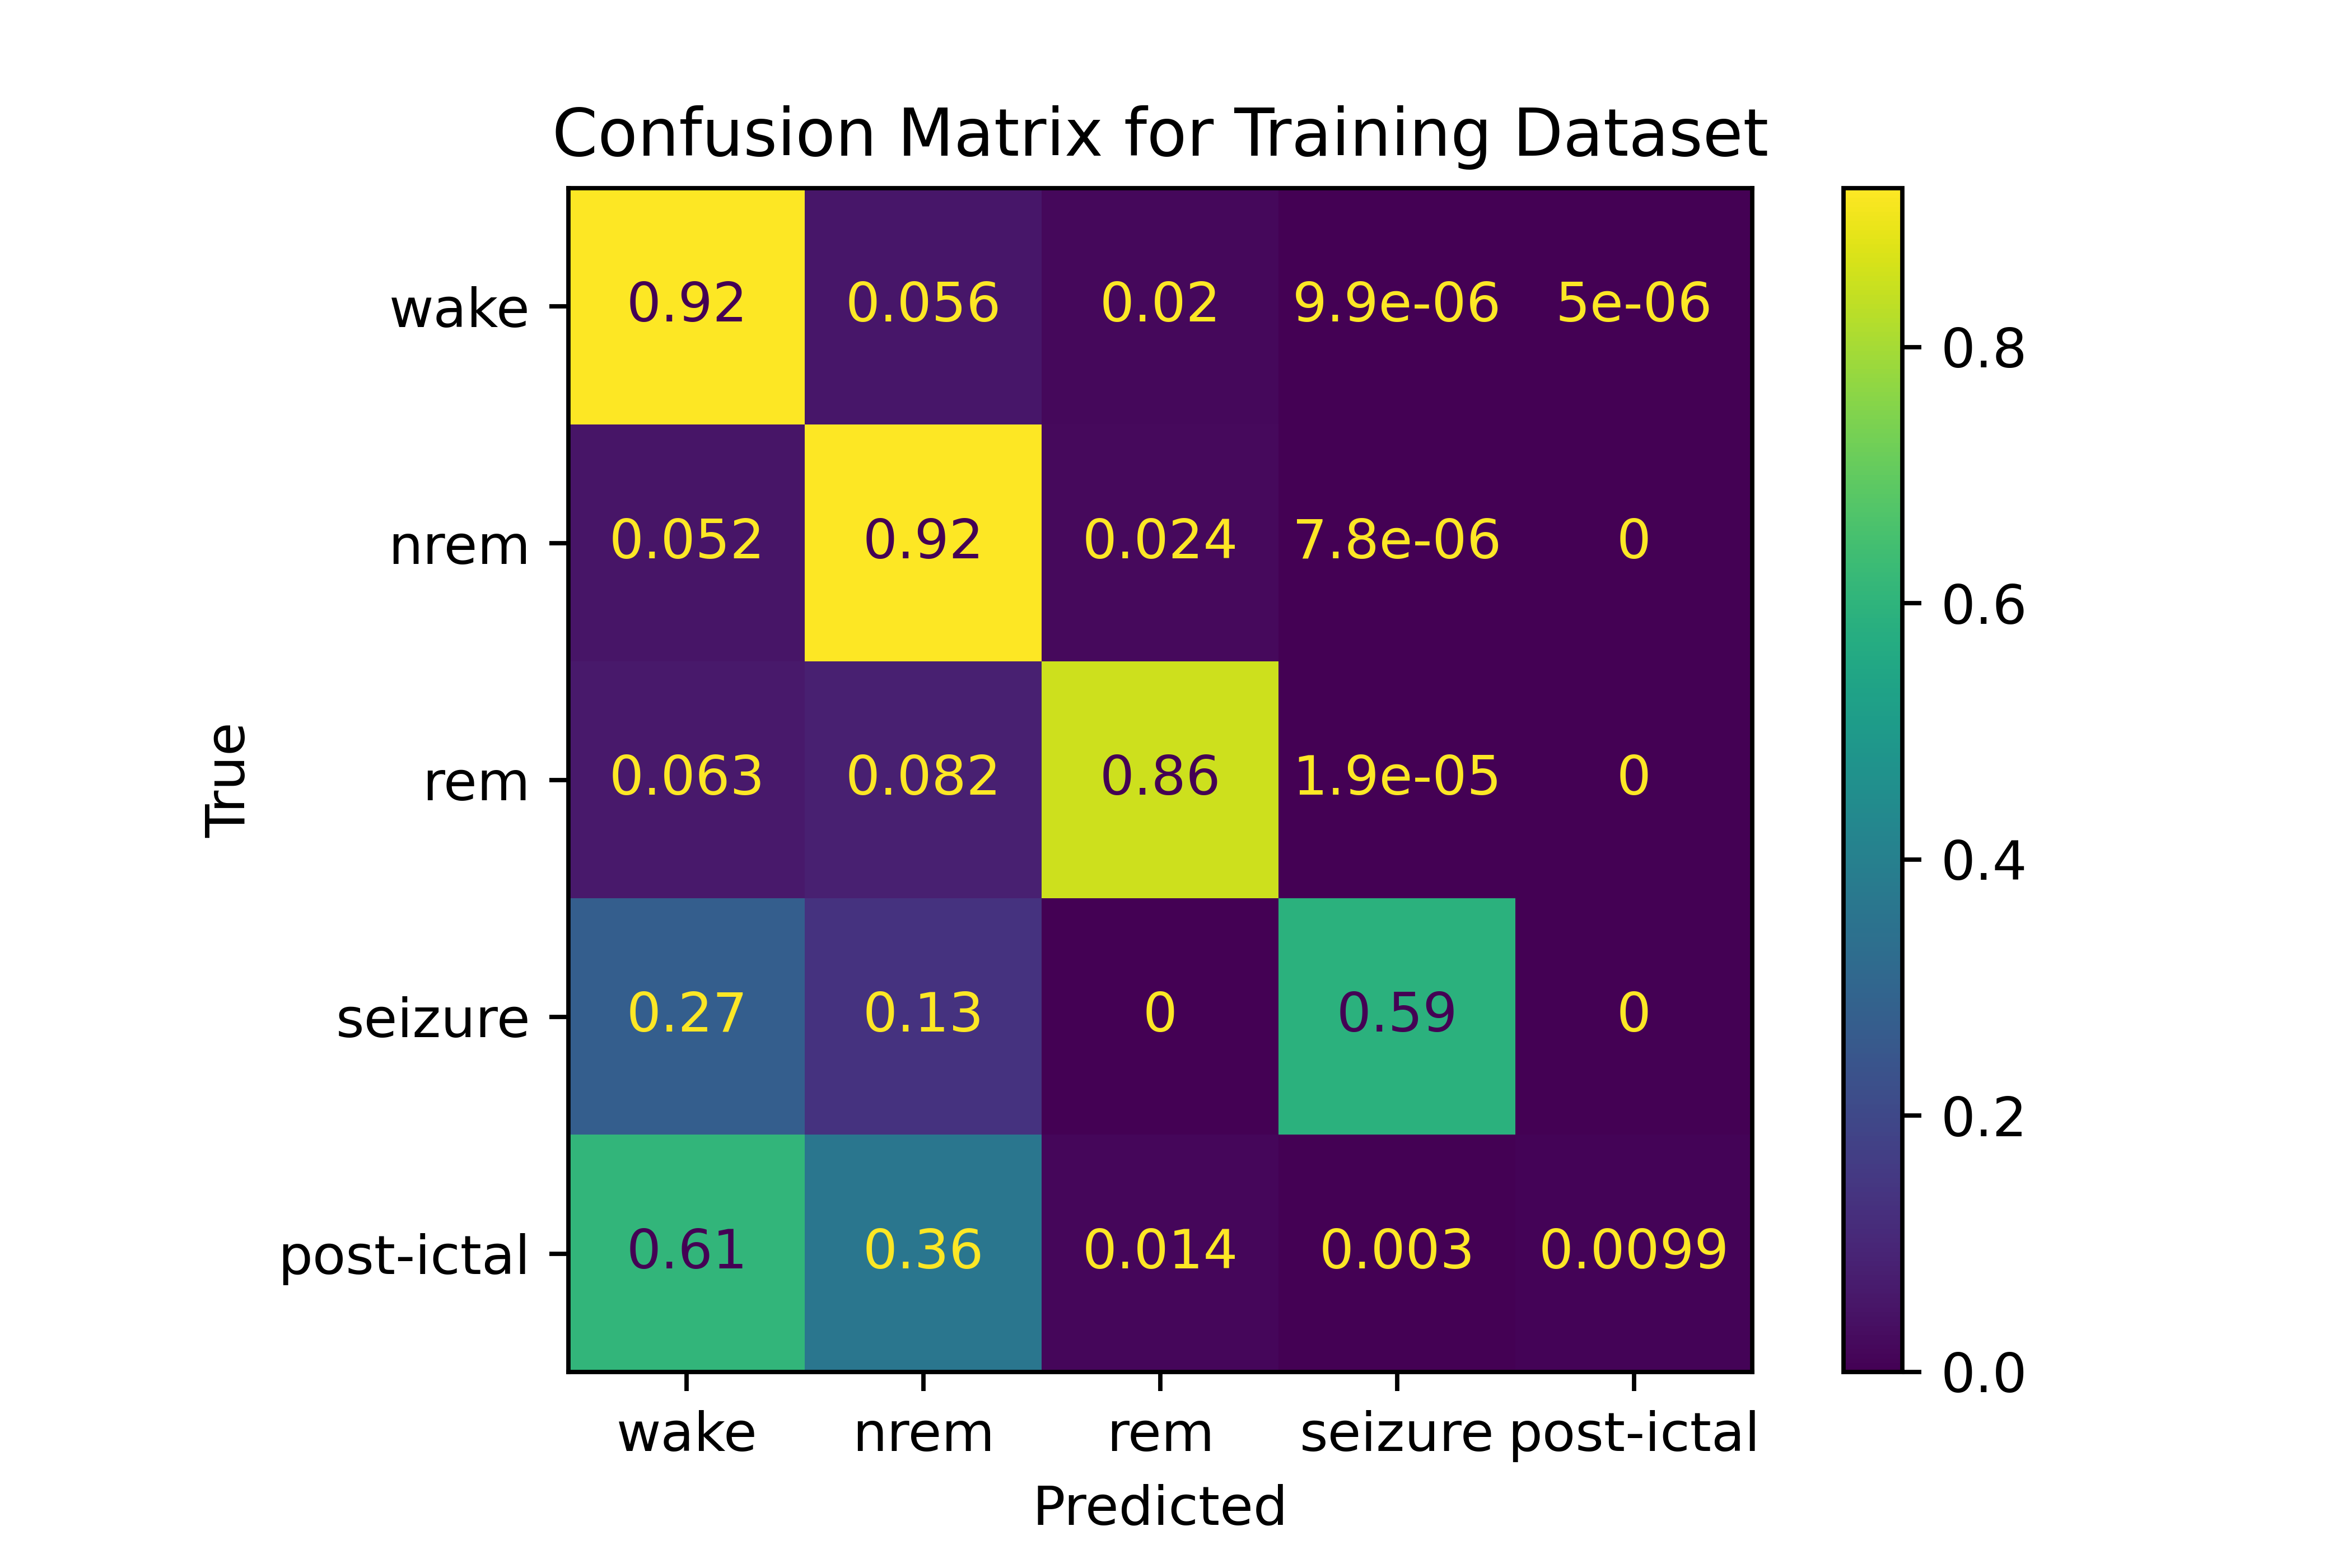 Confusion Matrix for Training Dataset
True
wake 0.92 0.056 0.02 9.9e-06 5e-06
nrem 0.052 0.92 0.024 7.8e-06 0
rem 0.063 0.082 0.86 1.9e-05 0
seizure 0.27 0.13 0 0.59 0
post-ictal 0.61 0.36 0.014 0.003 0.0099
wake nrem rem seizure post-ictal
Predicted
0.8
0.6
0.4
0.2
0.0